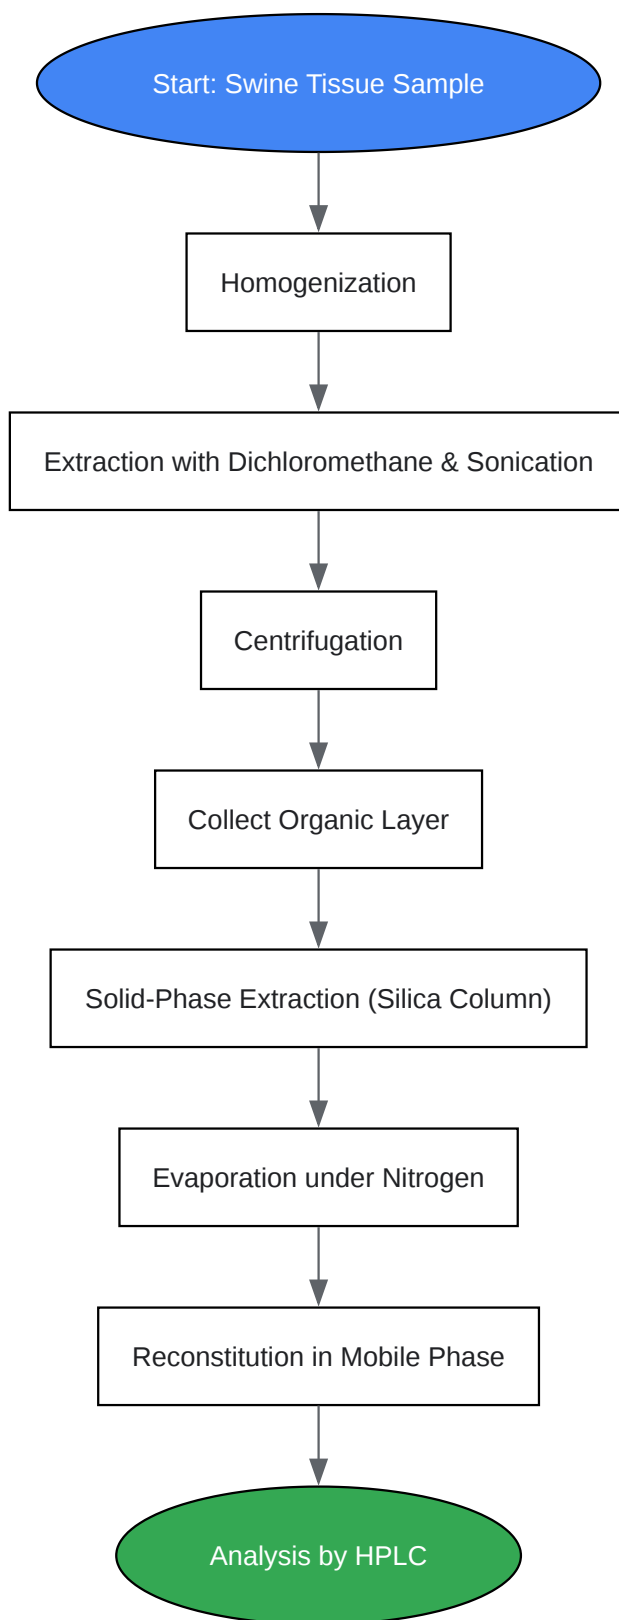 Start: Swine Tissue Sample
Homogenization
Extraction with Dichloromethane & Sonication
Centrifugation
Collect Organic Layer
Solid-Phase Extraction (Silica Column)
Evaporation under Nitrogen
Reconstitution in Mobile Phase
Analysis by HPLC